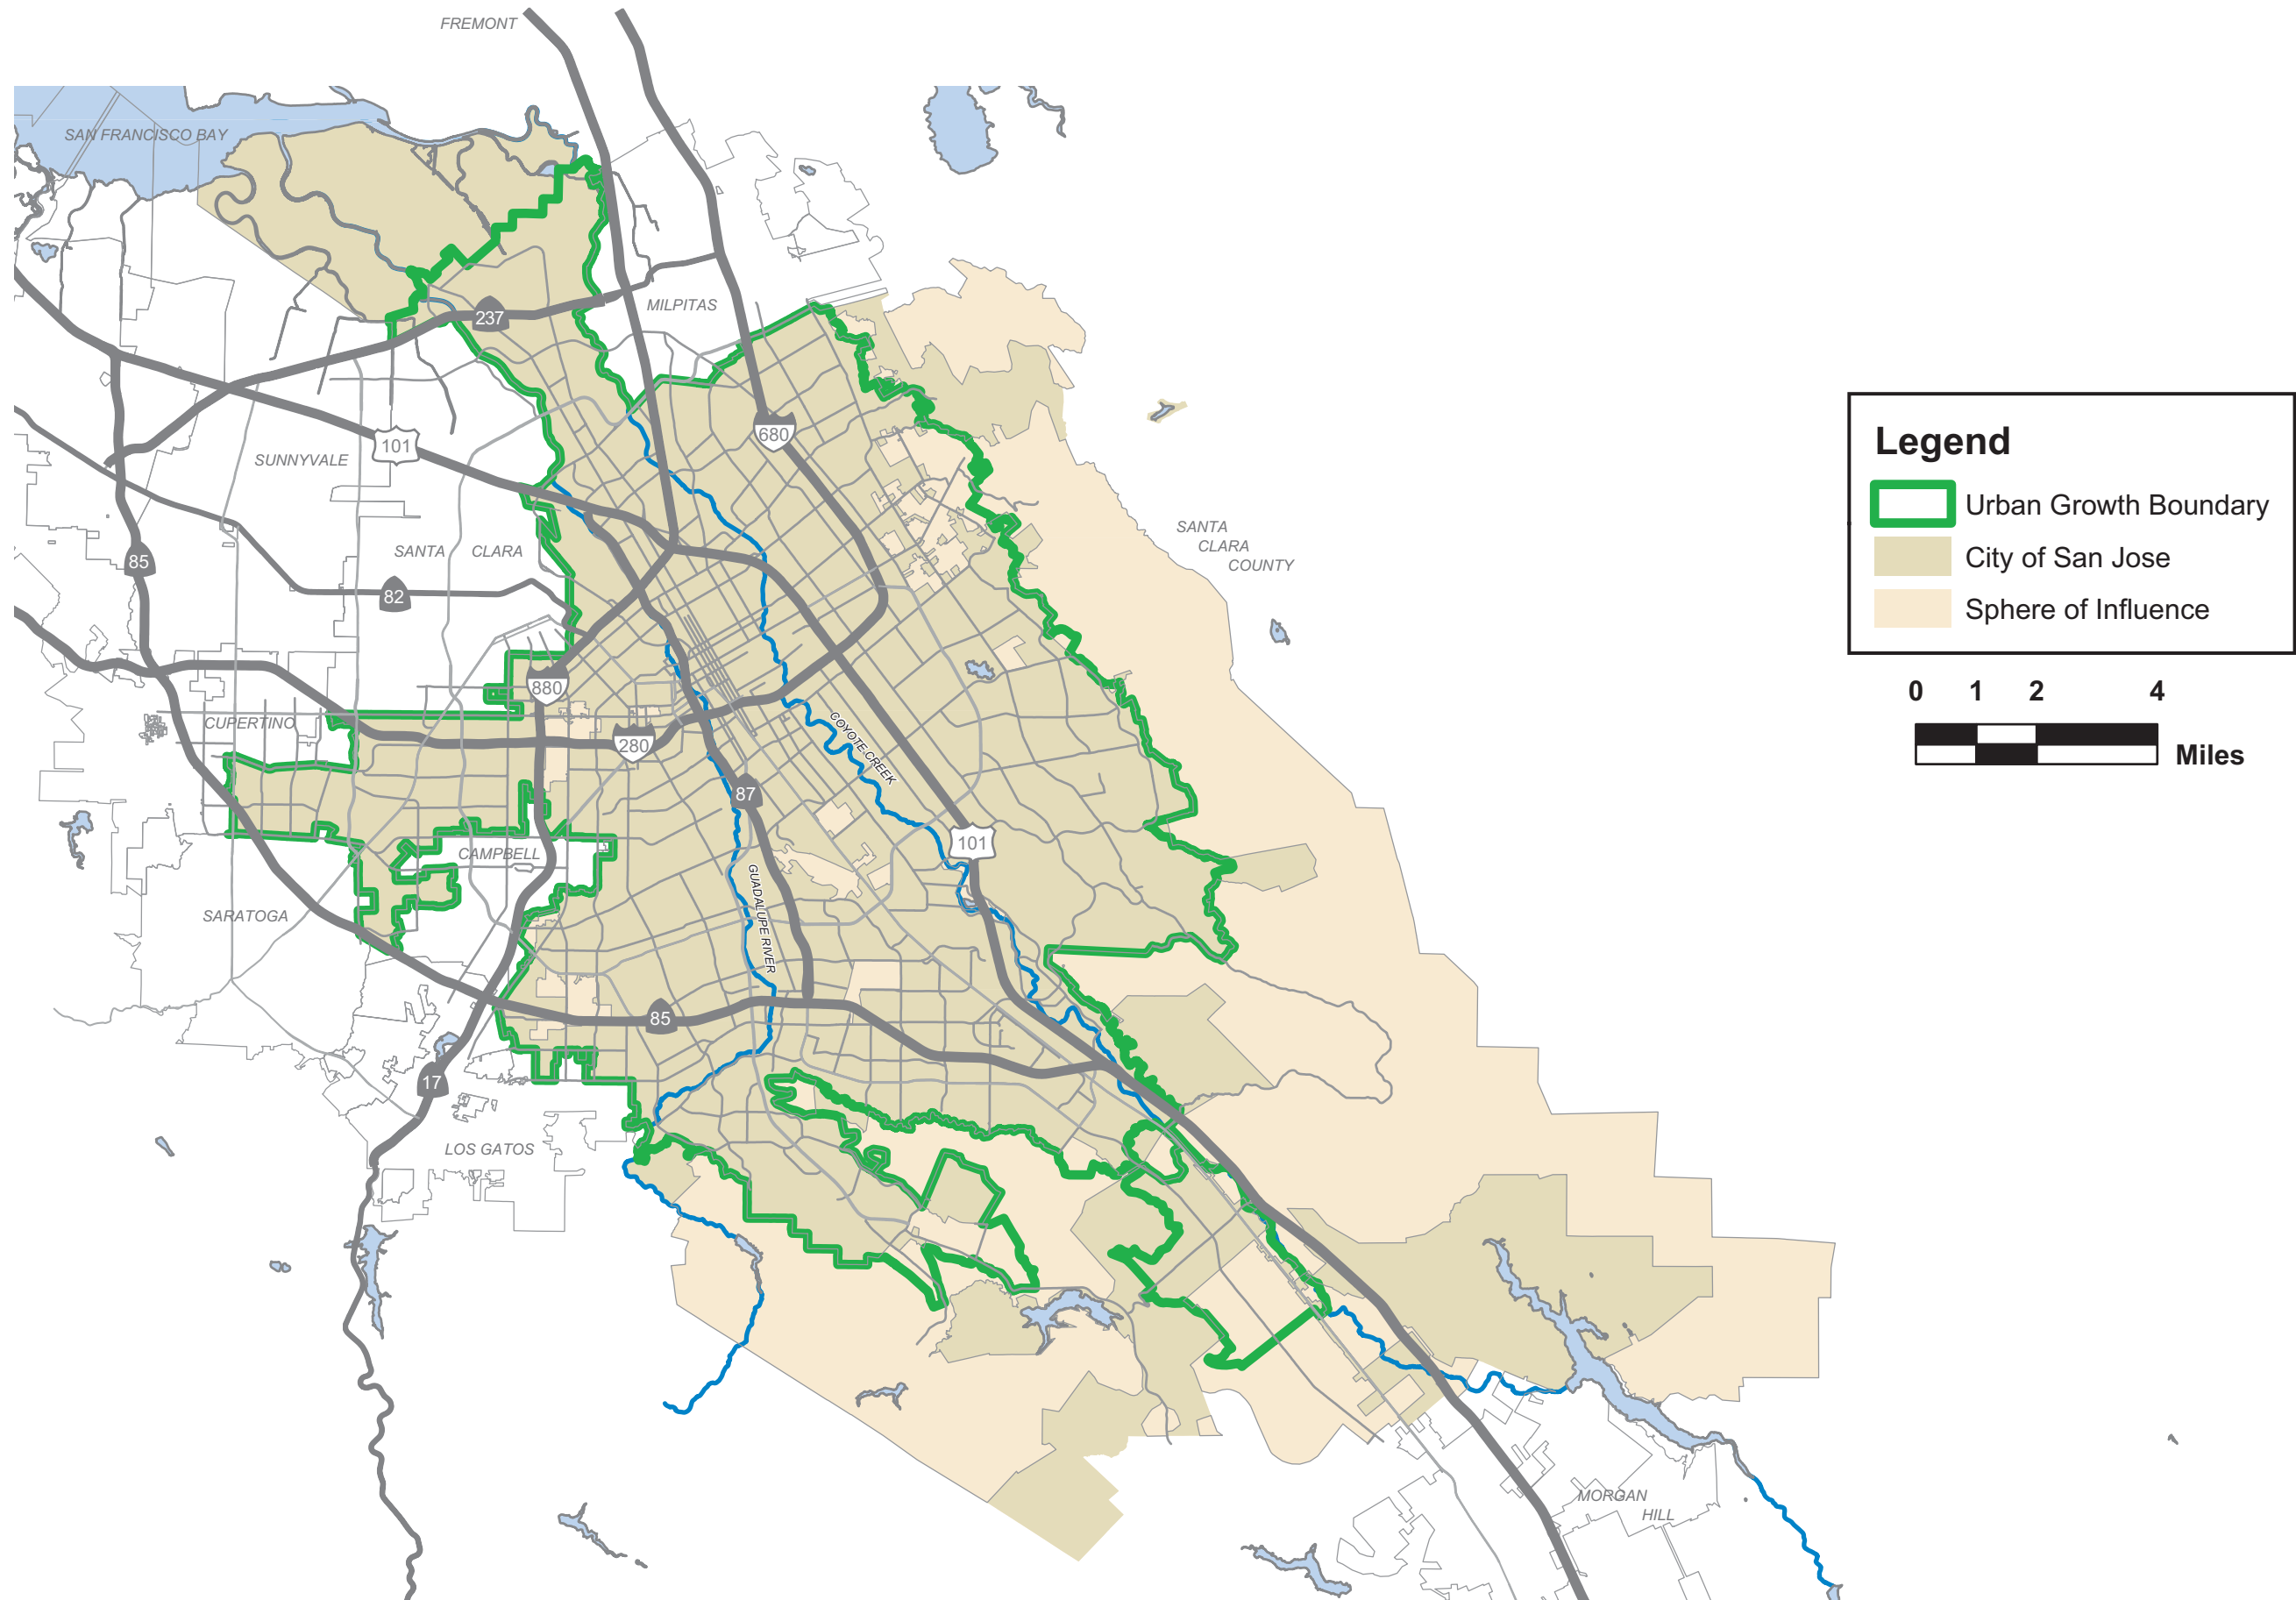 FREMONT
SAN FRANCISCO BAY
MILPITAS
237
680
101
SUNNYVALE
SANTA CLARA
85
82
SANTA
CLARA
COUNTY
880
CUPERTINO
280
COYOTE CREEK
87
101
CAMPBELL
GUADALUPE RIVER
SARATOGA
85
17
LOS GATOS
MORGAN
HILL
Legend
Urban Growth Boundary
City of San Jose
Sphere of Influence
0 1 2 4
Miles